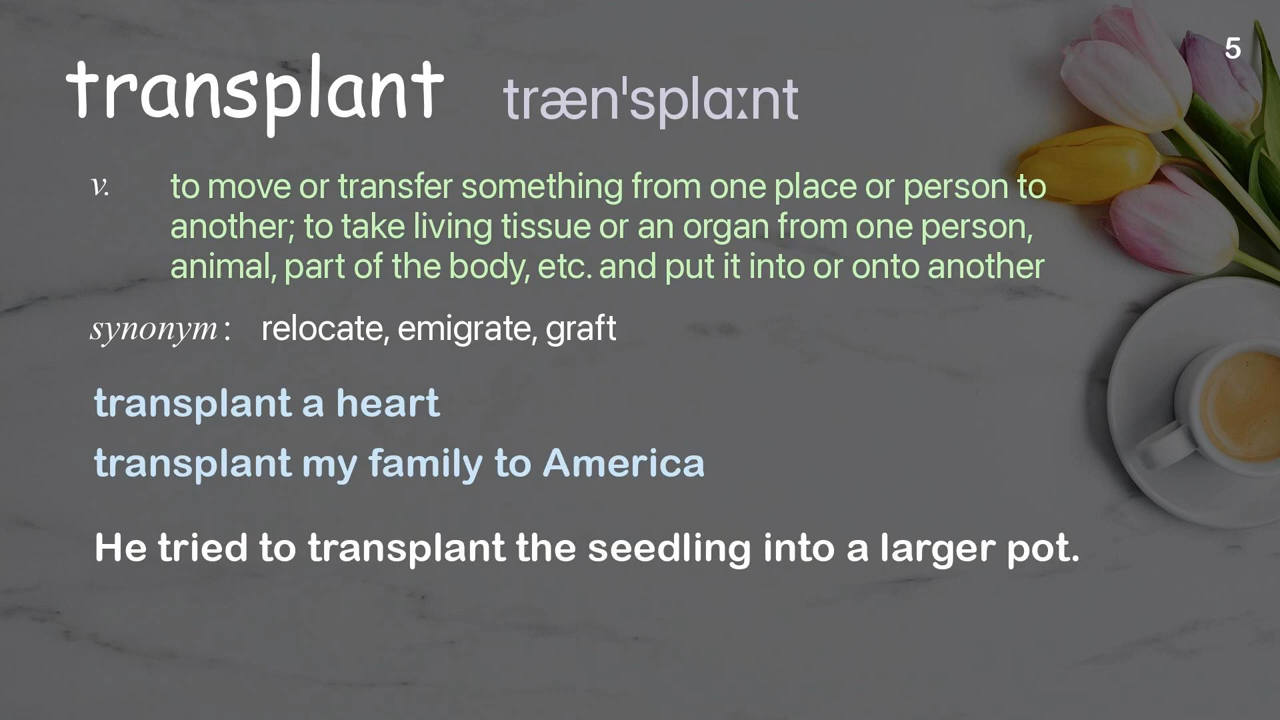 5
transplant træn'splɑːnt
v. to move or transfer something from one place or person to
another; to take living tissue or an organ from one person,
animal, part of the body, etc. and put it into or onto another
synonym: relocate, emigrate, graft
transplant a heart
transplant my family to America
He tried to transplant the seedling into a larger pot.